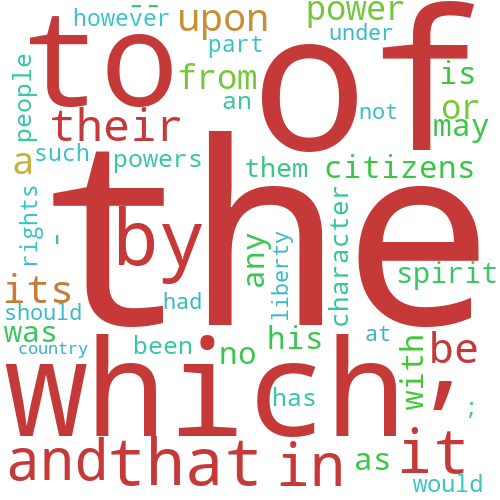 however -- upon power
to of part under
people from an not is
their or may
a such powers them citizens
the
rights - by any liberty character spirit
its had
should
was country been no his at with be
which , has ;
and that in as it would